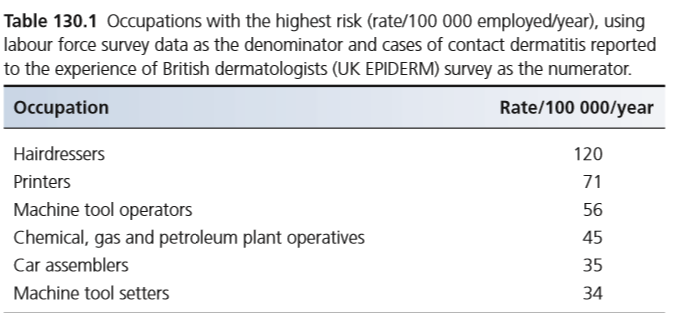 Table 130.1 Occupations with the highest risk (rate/100 000 employed/year), using
labour force survey data as the denominator and cases of contact dermatitis reported
to the experience of British dermatologists (UK EPIDERM) survey as the numerator.
Occupation Rate/100 000/year
Hairdressers 120
Printers 71
Machine tool operators 56
Chemical, gas and petroleum plant operatives 45
Car assemblers 35
Machine tool setters 34